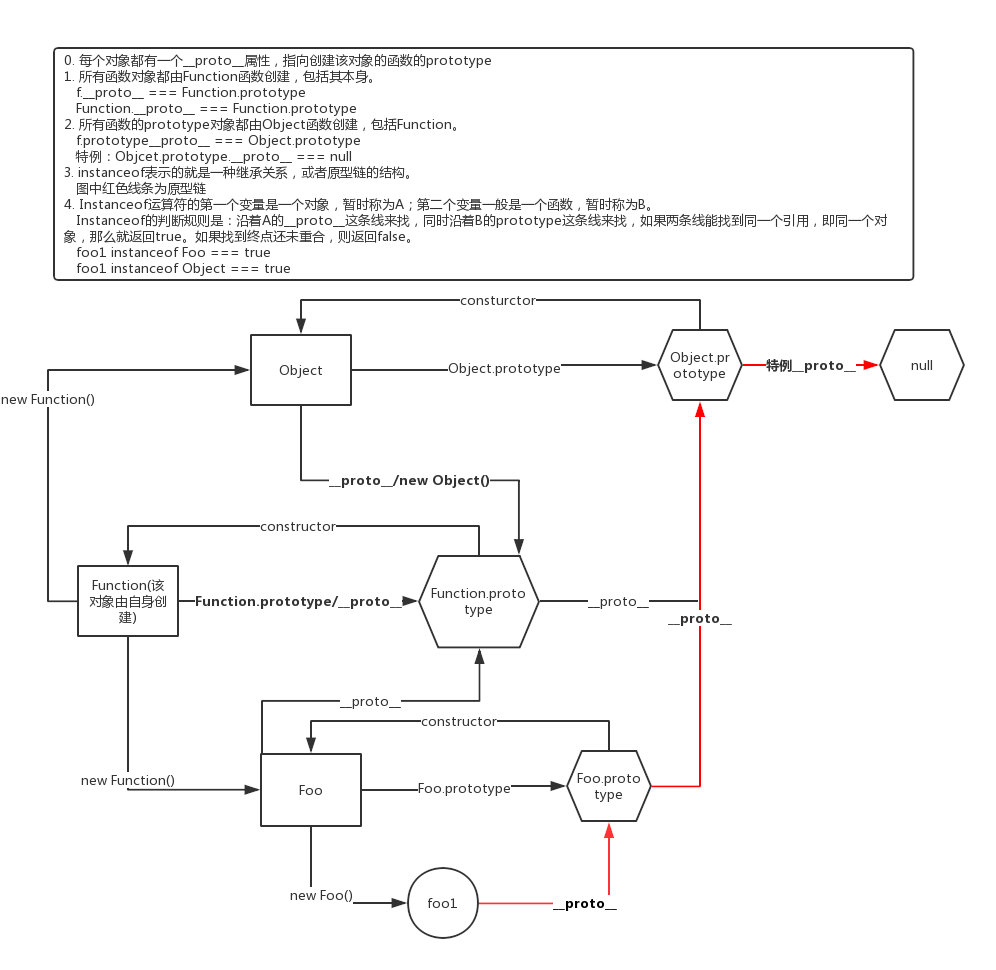 0. 每个对象都有一个__proto__属性，指向创建该对象的函数的prototype
1. 所有函数对象都由Function函数创建，包括其本身。
f.__proto__ === Function.prototype
Function.__proto__ === Function.prototype
2. 所有函数的prototype对象都由Object函数创建，包括Function。
f.prototype__proto__ === Object.prototype
特例：Objcet.prototype.__proto__ === null
3. instanceof表示的就是一种继承关系，或者原型链的结构。
图中红色线条为原型链
4. Instanceof运算符的第一个变量是一个对象，暂时称为A；第二个变量一般是一个函数，暂时称为B。
Instanceof的判断规则是：沿着A的__proto__这条线来找，同时沿着B的prototype这条线来找，如果两条线能找到同一个引用，即同一个对
象，那么就返回true。如果找到终点还未重合，则返回false。
foo1 instanceof Foo === true
foo1 instanceof Object === true
consturctor
Object
Object.prototype
Object.pr
ototype
特例__proto__
null
new Function()
__proto__/new Object()
constructor
Function(该
对象由自身创
建)
Function.prototype/__proto__
Function.proto
type
__proto__
__proto__
__proto__
constructor
new Function()
Foo
Foo.prototype
Foo.proto
type
new Foo()
foo1
__proto__